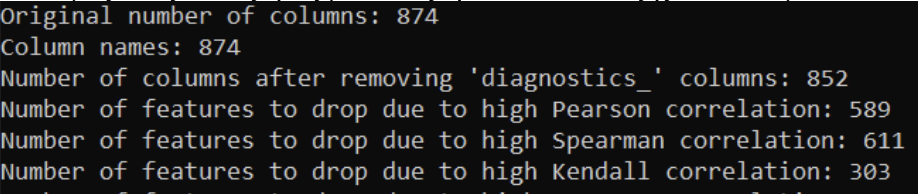 Original number of columns: 874
Column names: 874
Number of columns after removing 'diagnostics_' columns: 852
Number of features to drop due to high Pearson correlation: 589
Number of features to drop due to high Spearman correlation: 611
Number of features to drop due to high Kendall correlation: 303